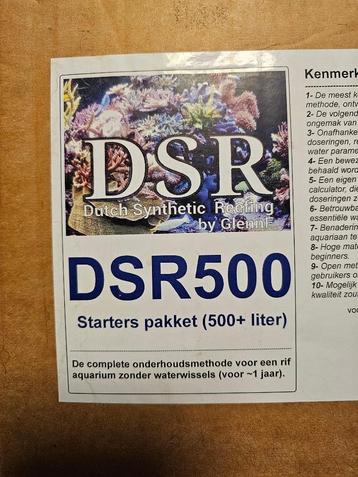 DSR
Dutch Synthetic Reefing
by GlennF
DSR500
Starters pakket (500+ liter)
De complete onderhoudsmethode voor een rif
aquarium zonder waterwissels (voor ~1 jaar).
Kenmerk
1- De meest k
methode, ontv
2- De volgend
ongemak van
3- Onafhanke
doseringen, re
water parame
4- Een bewez
behaald word
5- Een eigen
calculator, die
doseringen z
6- Betrouwba
essentiële w
7- Benaderin
aquariaan te
8- Hoge mat
beginners.
9- Open met
gebruikers o
10- Mogelijk
kwaliteit zou
voo